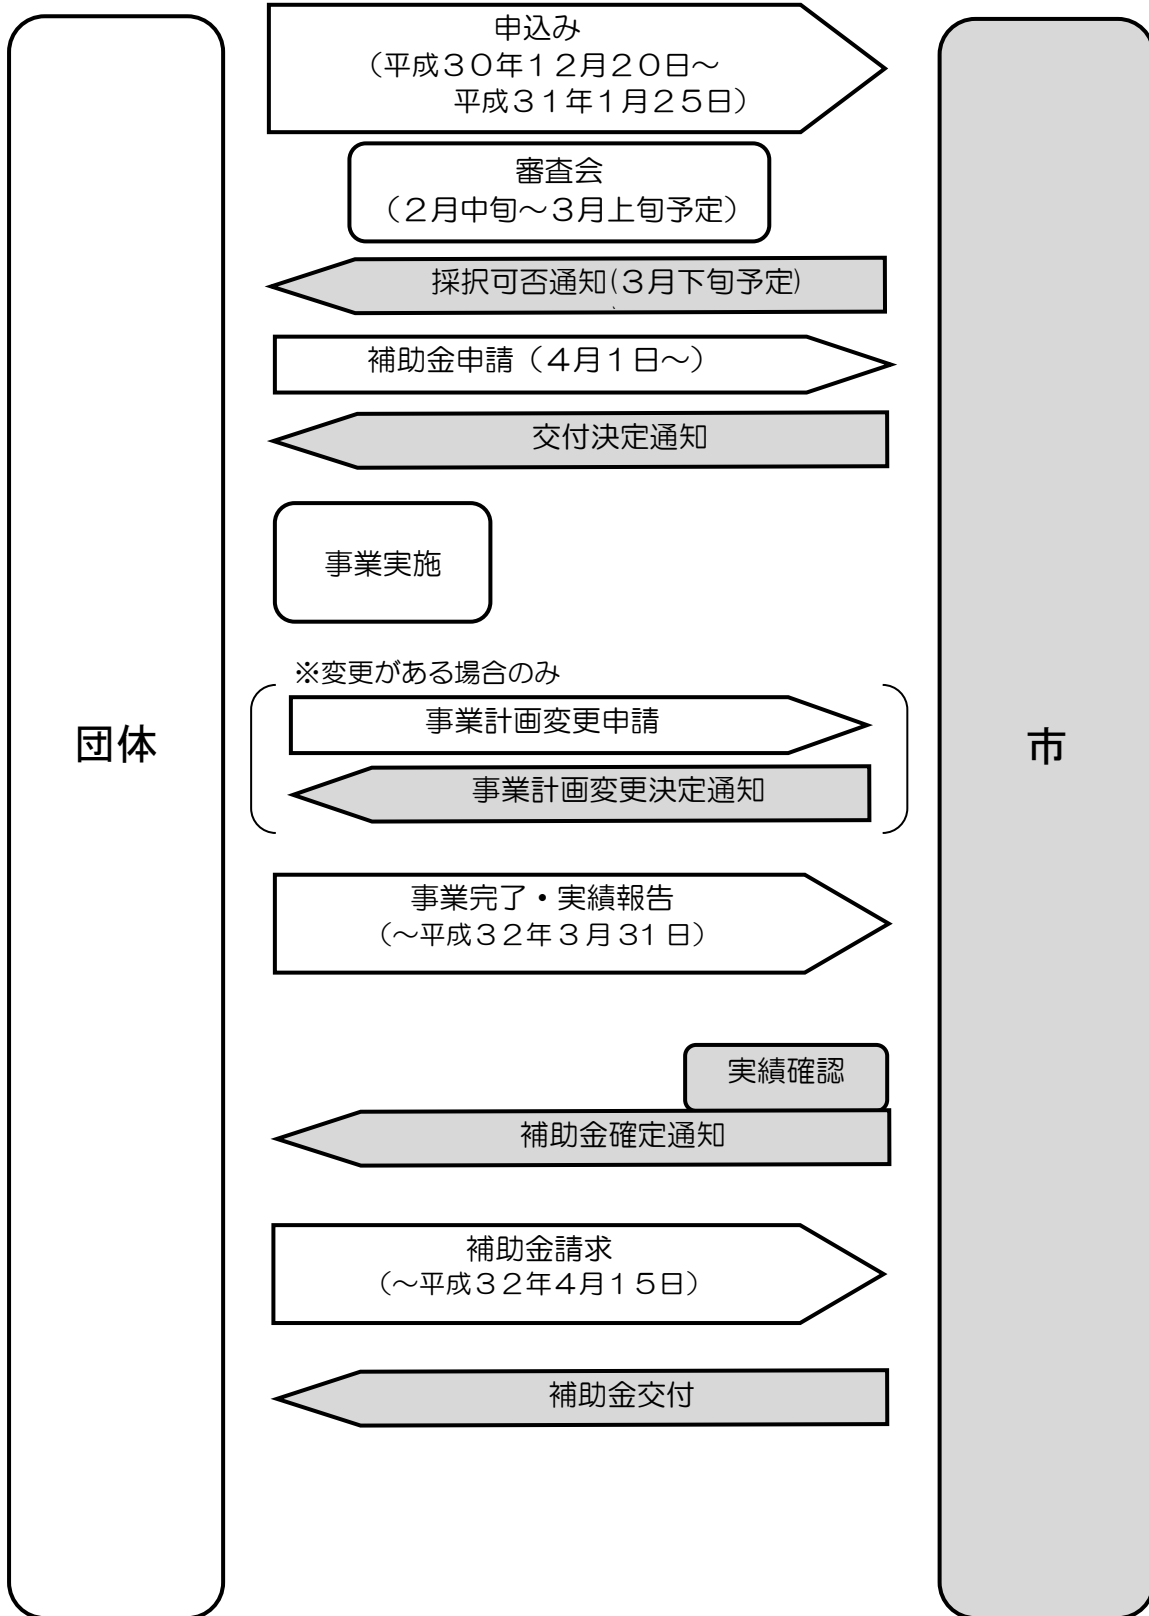 申込み
（平成３０年１２月２０日～
平成３１年１月２５日）
審査会
（２月中旬～３月上旬予定）
採択可否通知(３月下旬予定)
補助金申請（４月１日～）
交付決定通知
事業実施
※変更がある場合のみ
事業計画変更申請
事業計画変更決定通知
団体
市
事業完了・実績報告
（～平成３２年３月31日）
実績確認
補助金確定通知
補助金請求
（～平成３２年４月１５日）
補助金交付